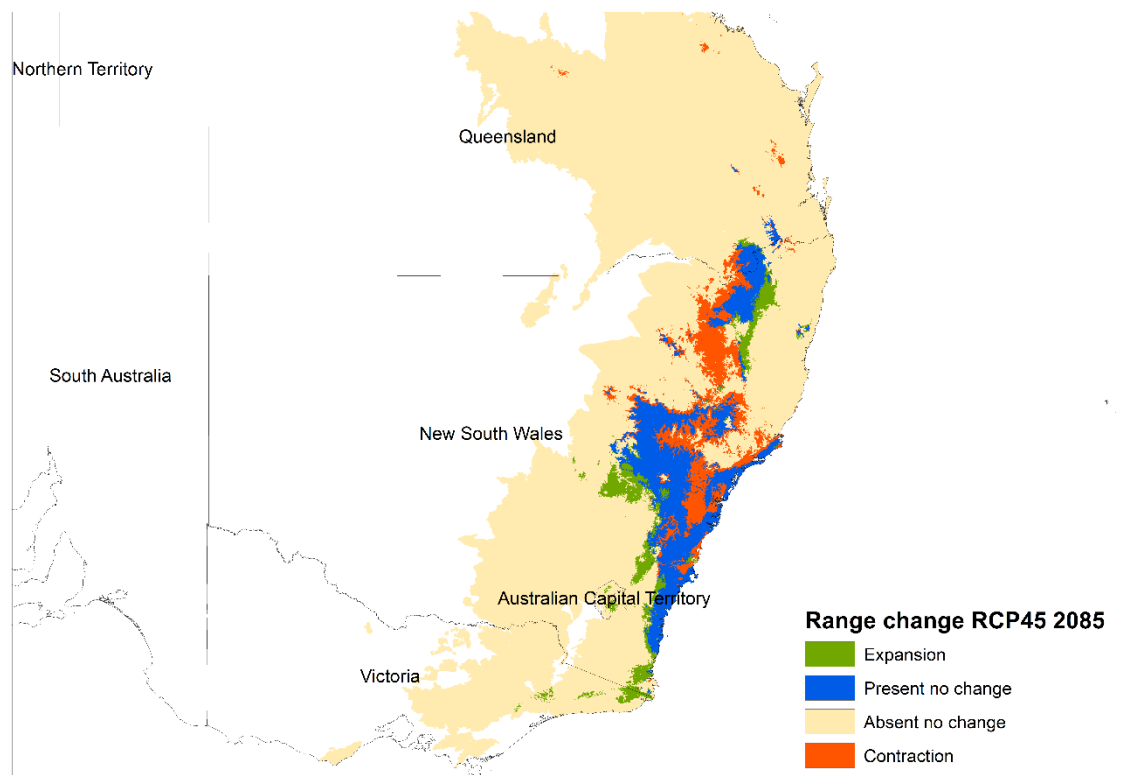 Northern Territory
Queensland
South Australia
New South Wales
Australian Capital Territory
Victoria
Range change RCP45 2085
Expansion
Present no change
Absent no change
Contraction